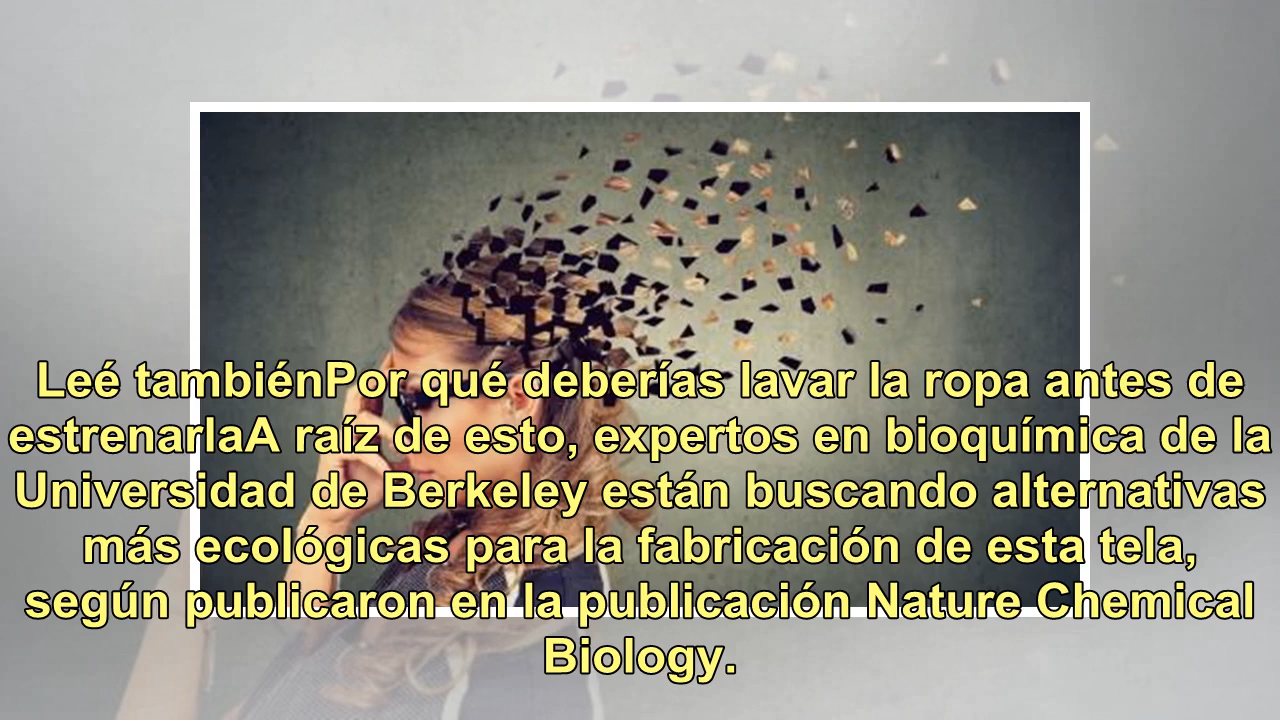 Leé tambiénPor qué deberías lavar la ropa antes de
estrenarlaA raíz de esto, expertos en bioquímica de la
Universidad de Berkeley están buscando alternativas
más ecológicas para la fabricación de esta tela,
según publicaron en la publicación Nature Chemical
Biology.